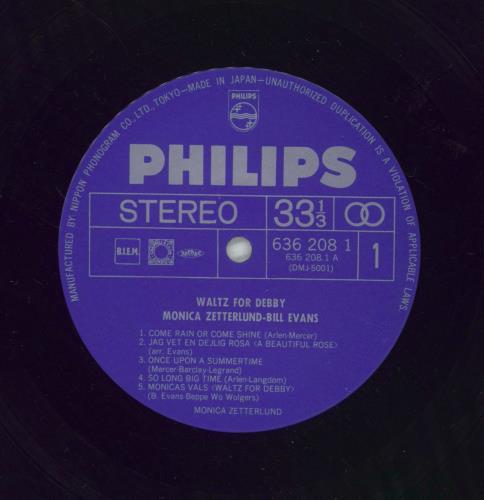 MANUFACTURED BY NIPPON PHONOGRAM CO., LTD., TOKYO—MADE IN JAPAN—UNAUTHORIZED DUPLICATION IS A VIOLATION OF APPLICABLE LAWS
PHILIPS
PHILIPS
STEREO 33 1/3
B.I.E.M. 636 208 1 1
636 208.1 A
(DMJ-5001)
WALTZ FOR DEBBY
MONICA ZETTERLUND-BILL EVANS
1. COME RAIN OR COME SHINE (Arlen-Mercer)
2. JAG VET EN DEJLIG ROSA 〈A BEAUTIFUL ROSE〉
(arr. Evans)
3. ONCE UPON A SUMMERTIME
(Mercer-Barclay-Legrand)
4. SO LONG BIG TIME (Arlen-Langdom)
5. MONICAS VALS 〈WALTZ FOR DEBBY〉
(B. Evans-Beppe Wo Wolgers)
MONICA ZETTERLUND